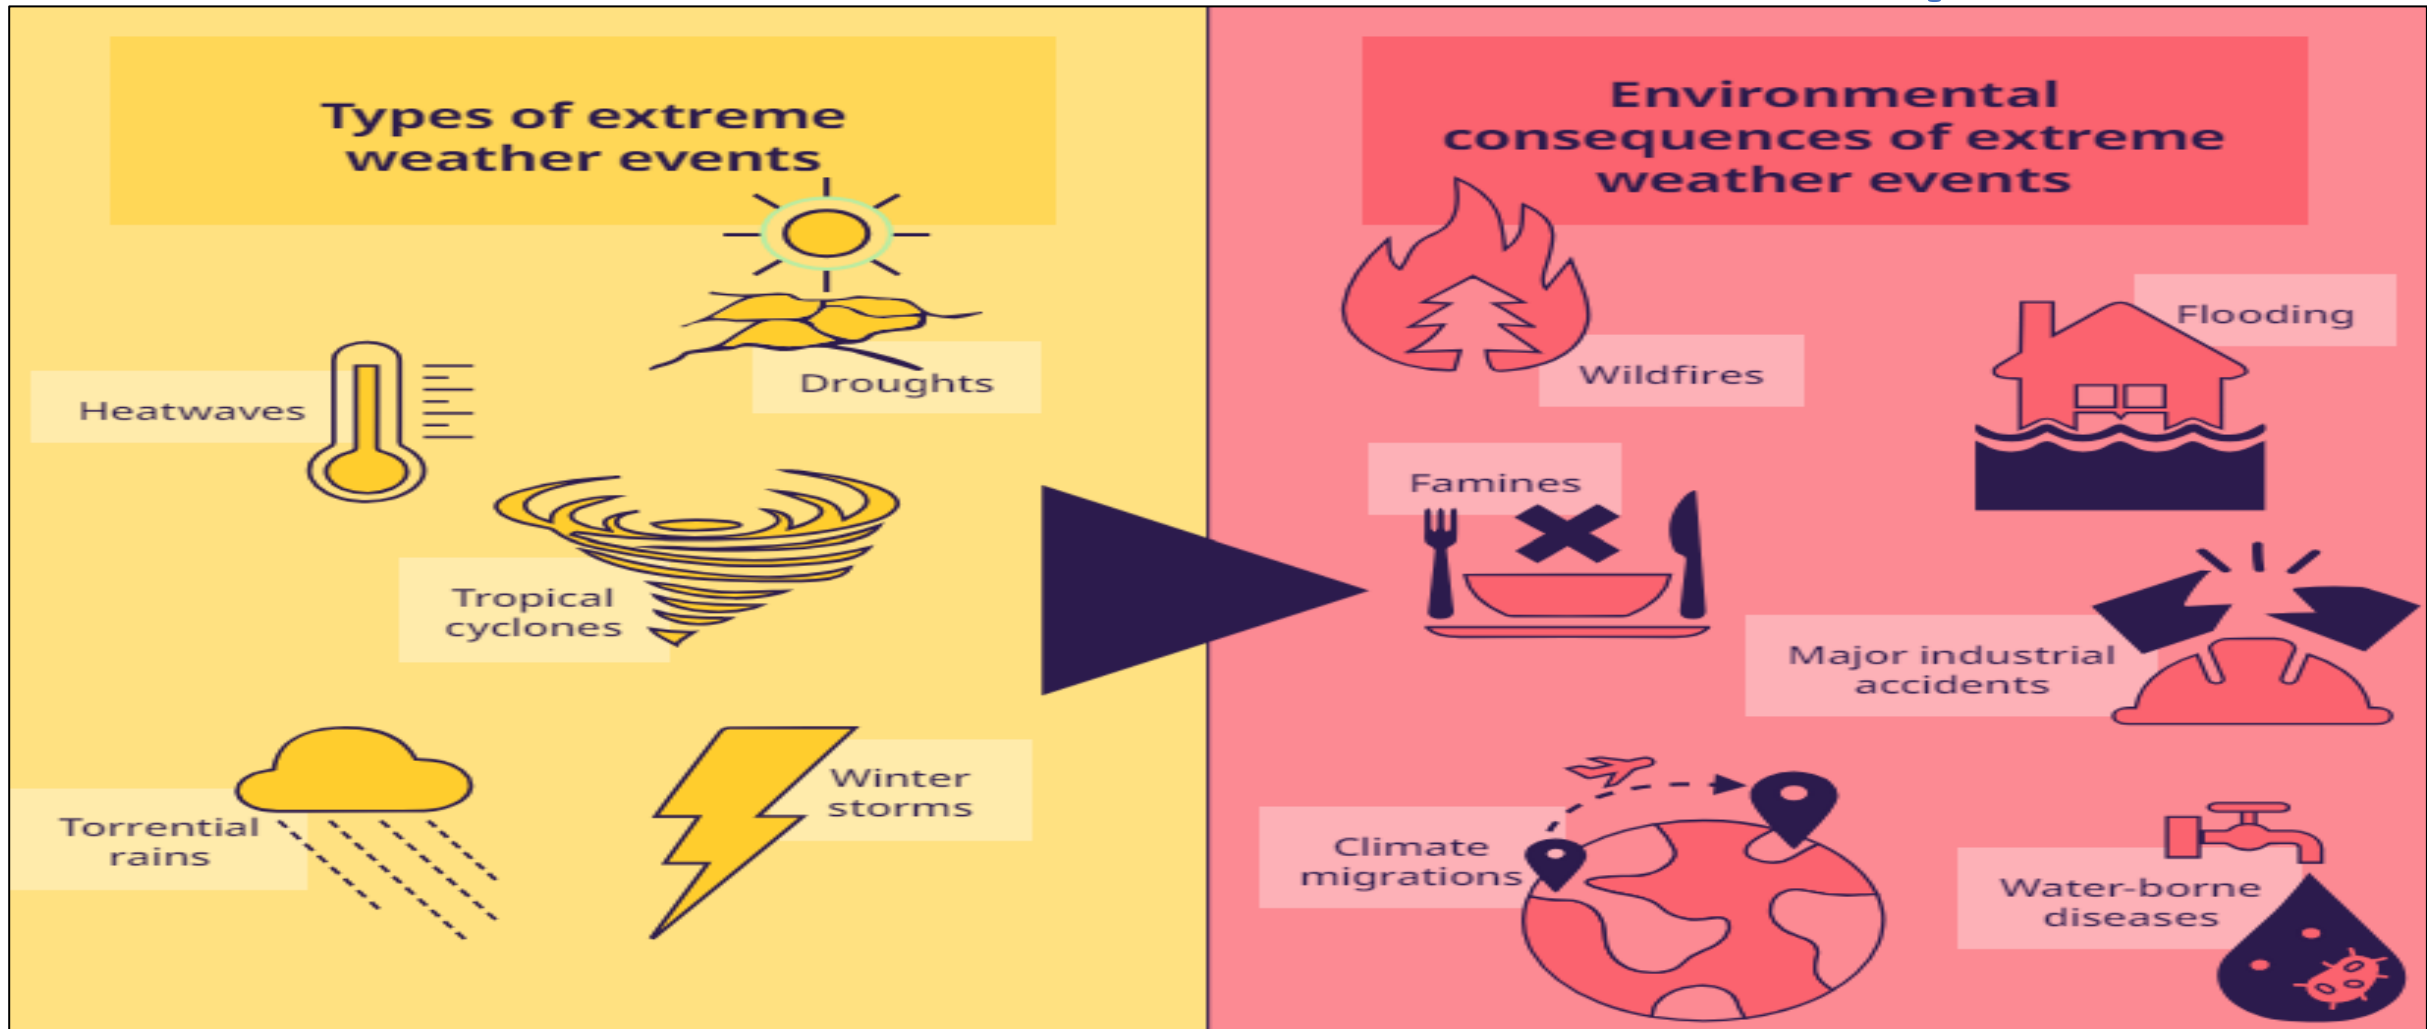 Types of extreme
weather events
Droughts
Heatwaves
Tropical
cyclones
Winter
storms
Torrential
rains
Environmental
consequences of extreme
weather events
Flooding
Wildfires
Famines
Major industrial
accidents
Climate
migrations
Water-borne
diseases